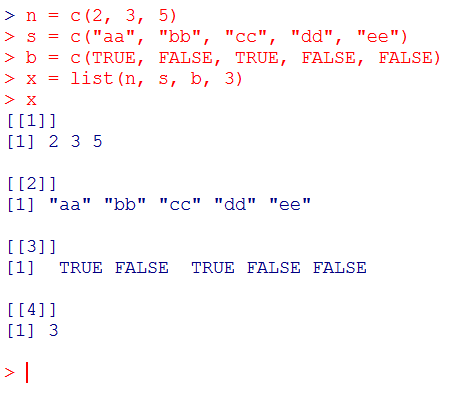 > n = c(2, 3, 5)
> s = c("aa", "bb", "cc", "dd", "ee")
> b = c(TRUE, FALSE, TRUE, FALSE, FALSE)
> x = list(n, s, b, 3)
> x
[[1]]
[1] 2 3 5

[[2]]
[1] "aa" "bb" "cc" "dd" "ee"

[[3]]
[1]  TRUE FALSE  TRUE FALSE FALSE

[[4]]
[1] 3

>